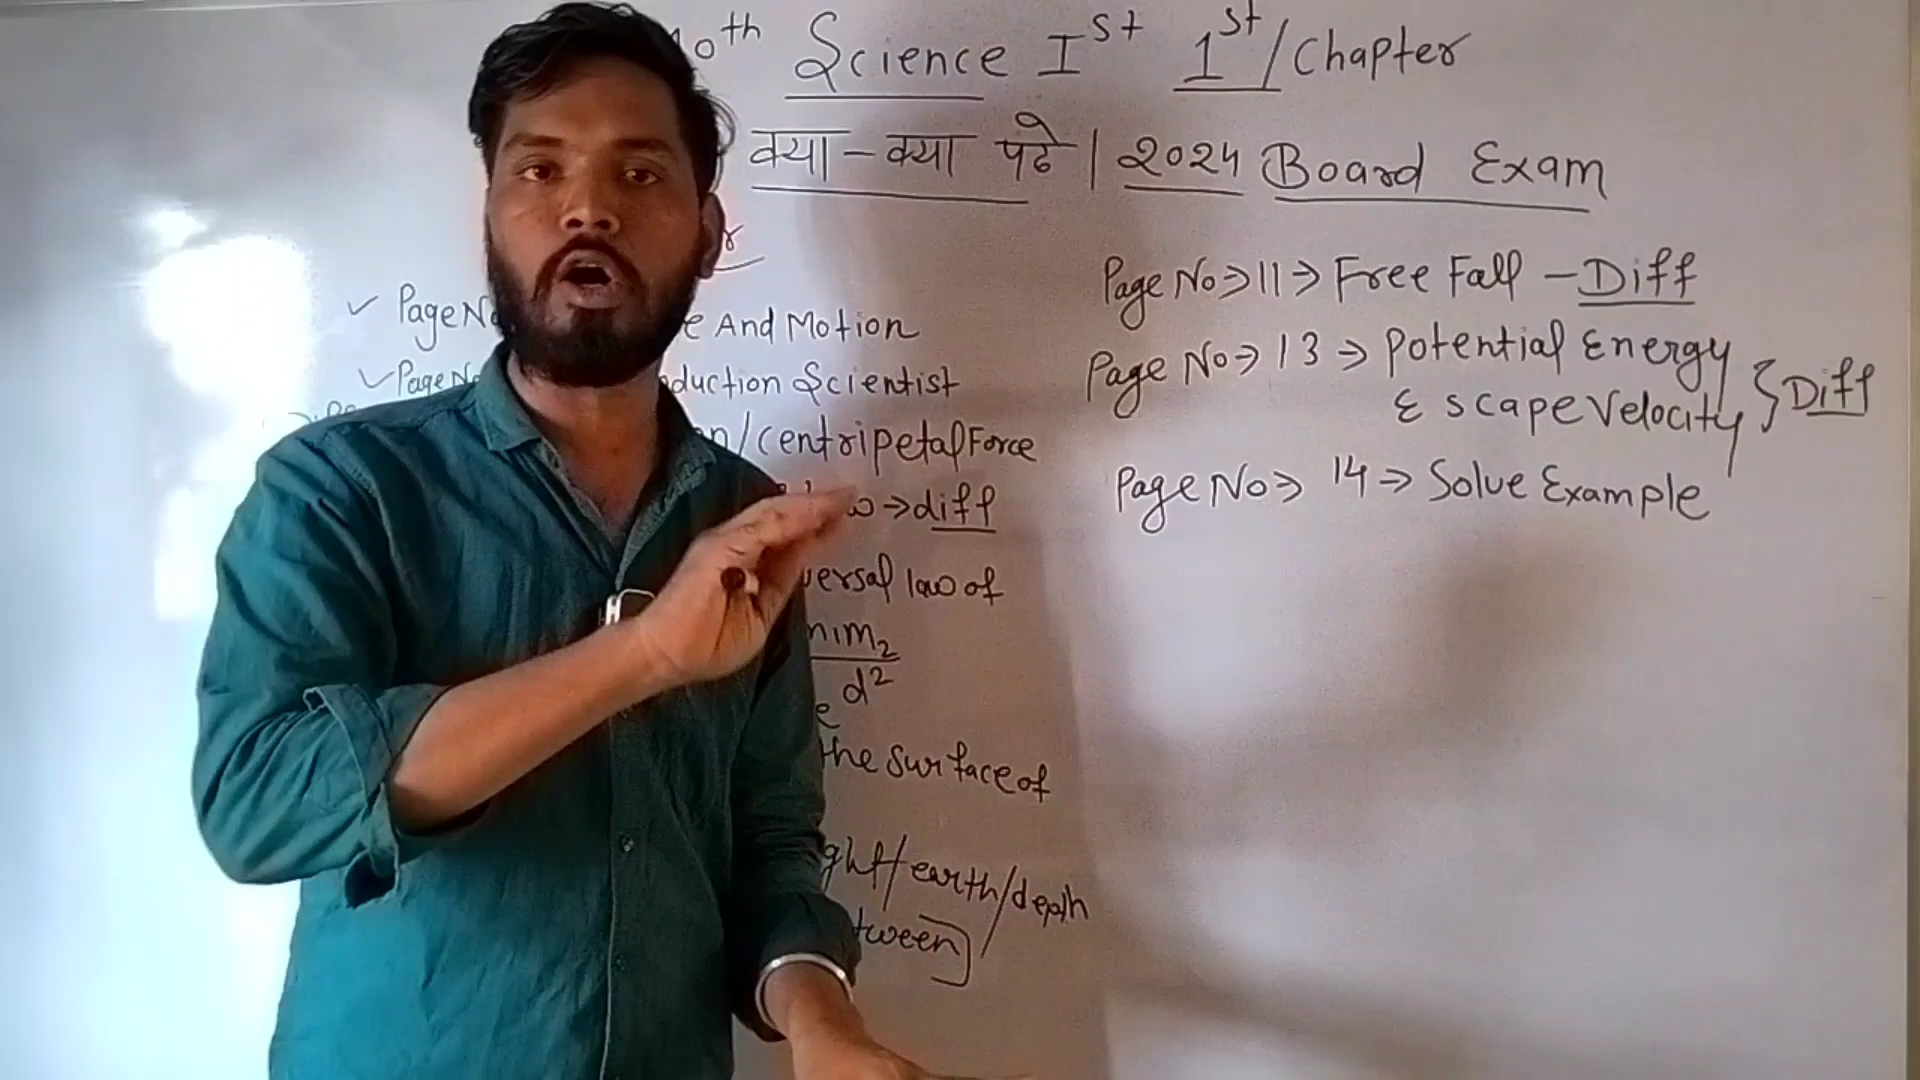 10th Science Ist 1st/Chapter
क्या-क्या पढे | 2024 Board Exam
✓ Page No And Motion
✓ Page No duction Scientist
/centripetal Force
→ diff
versal law of
m1m2
d2
the surface of
ght/earth/depth
tween
Page No → 11 → Free Fall - Diff
Page No → 13 → Potential Energy
Escape Velocity } Diff
Page No → 14 → Solve Example